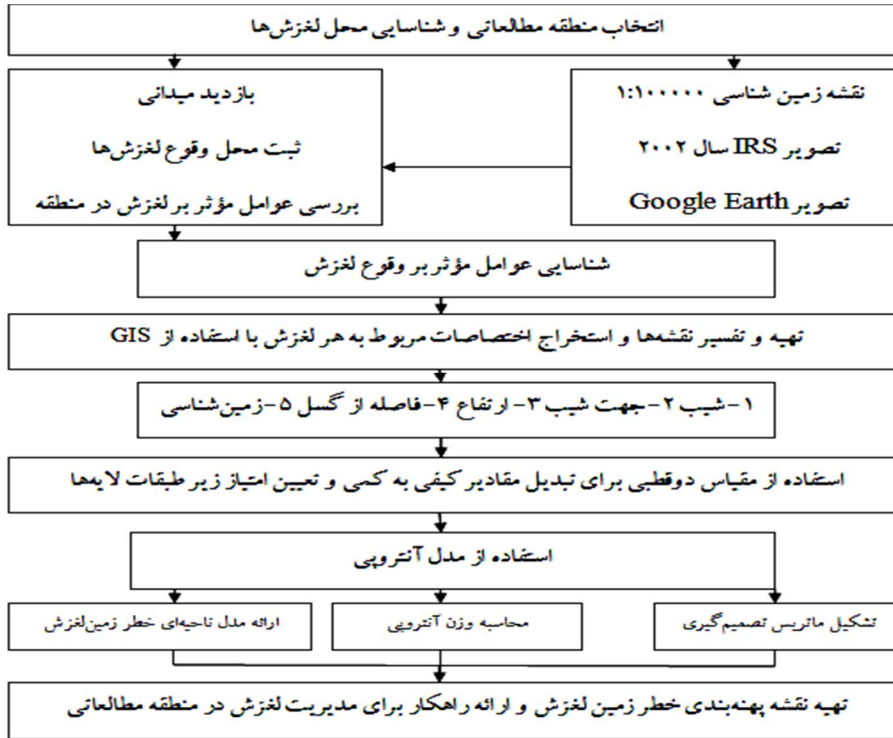 انتخاب منطقه مطالعاتی و شناسایی محل لغزش‌ها
نقشه زمین شناسی ۱:۱۰۰۰۰۰
تصویر IRS سال ۲۰۰۲
تصویر Google Earth
بازدید میدانی
ثبت محل وقوع لغزش‌ها
بررسی عوامل مؤثر بر لغزش در منطقه
شناسایی عوامل مؤثر بر وقوع لغزش
تهیه و تفسیر نقشه‌ها و استخراج اختصاصات مربوط به هر لغزش با استفاده از GIS
۱-شیب ۲-جهت شیب ۳- ارتفاع ۴-فاصله از گسل ۵-زمین‌شناسی
استفاده از مقیاس دوقطبی برای تبدیل مقادیر کیفی به کمی و تعیین امتیاز زیر طبقات لایه‌ها
استفاده از مدل آنتروپی
تشکیل ماتریس تصمیم‌گیری
محاسبه وزن آنتروپی
ارائه مدل ناحیه‌ای خطر زمین‌لغزش
تهیه نقشه پهنه‌بندی خطر زمین لغزش و ارائه راهکار برای مدیریت لغزش در منطقه مطالعاتی